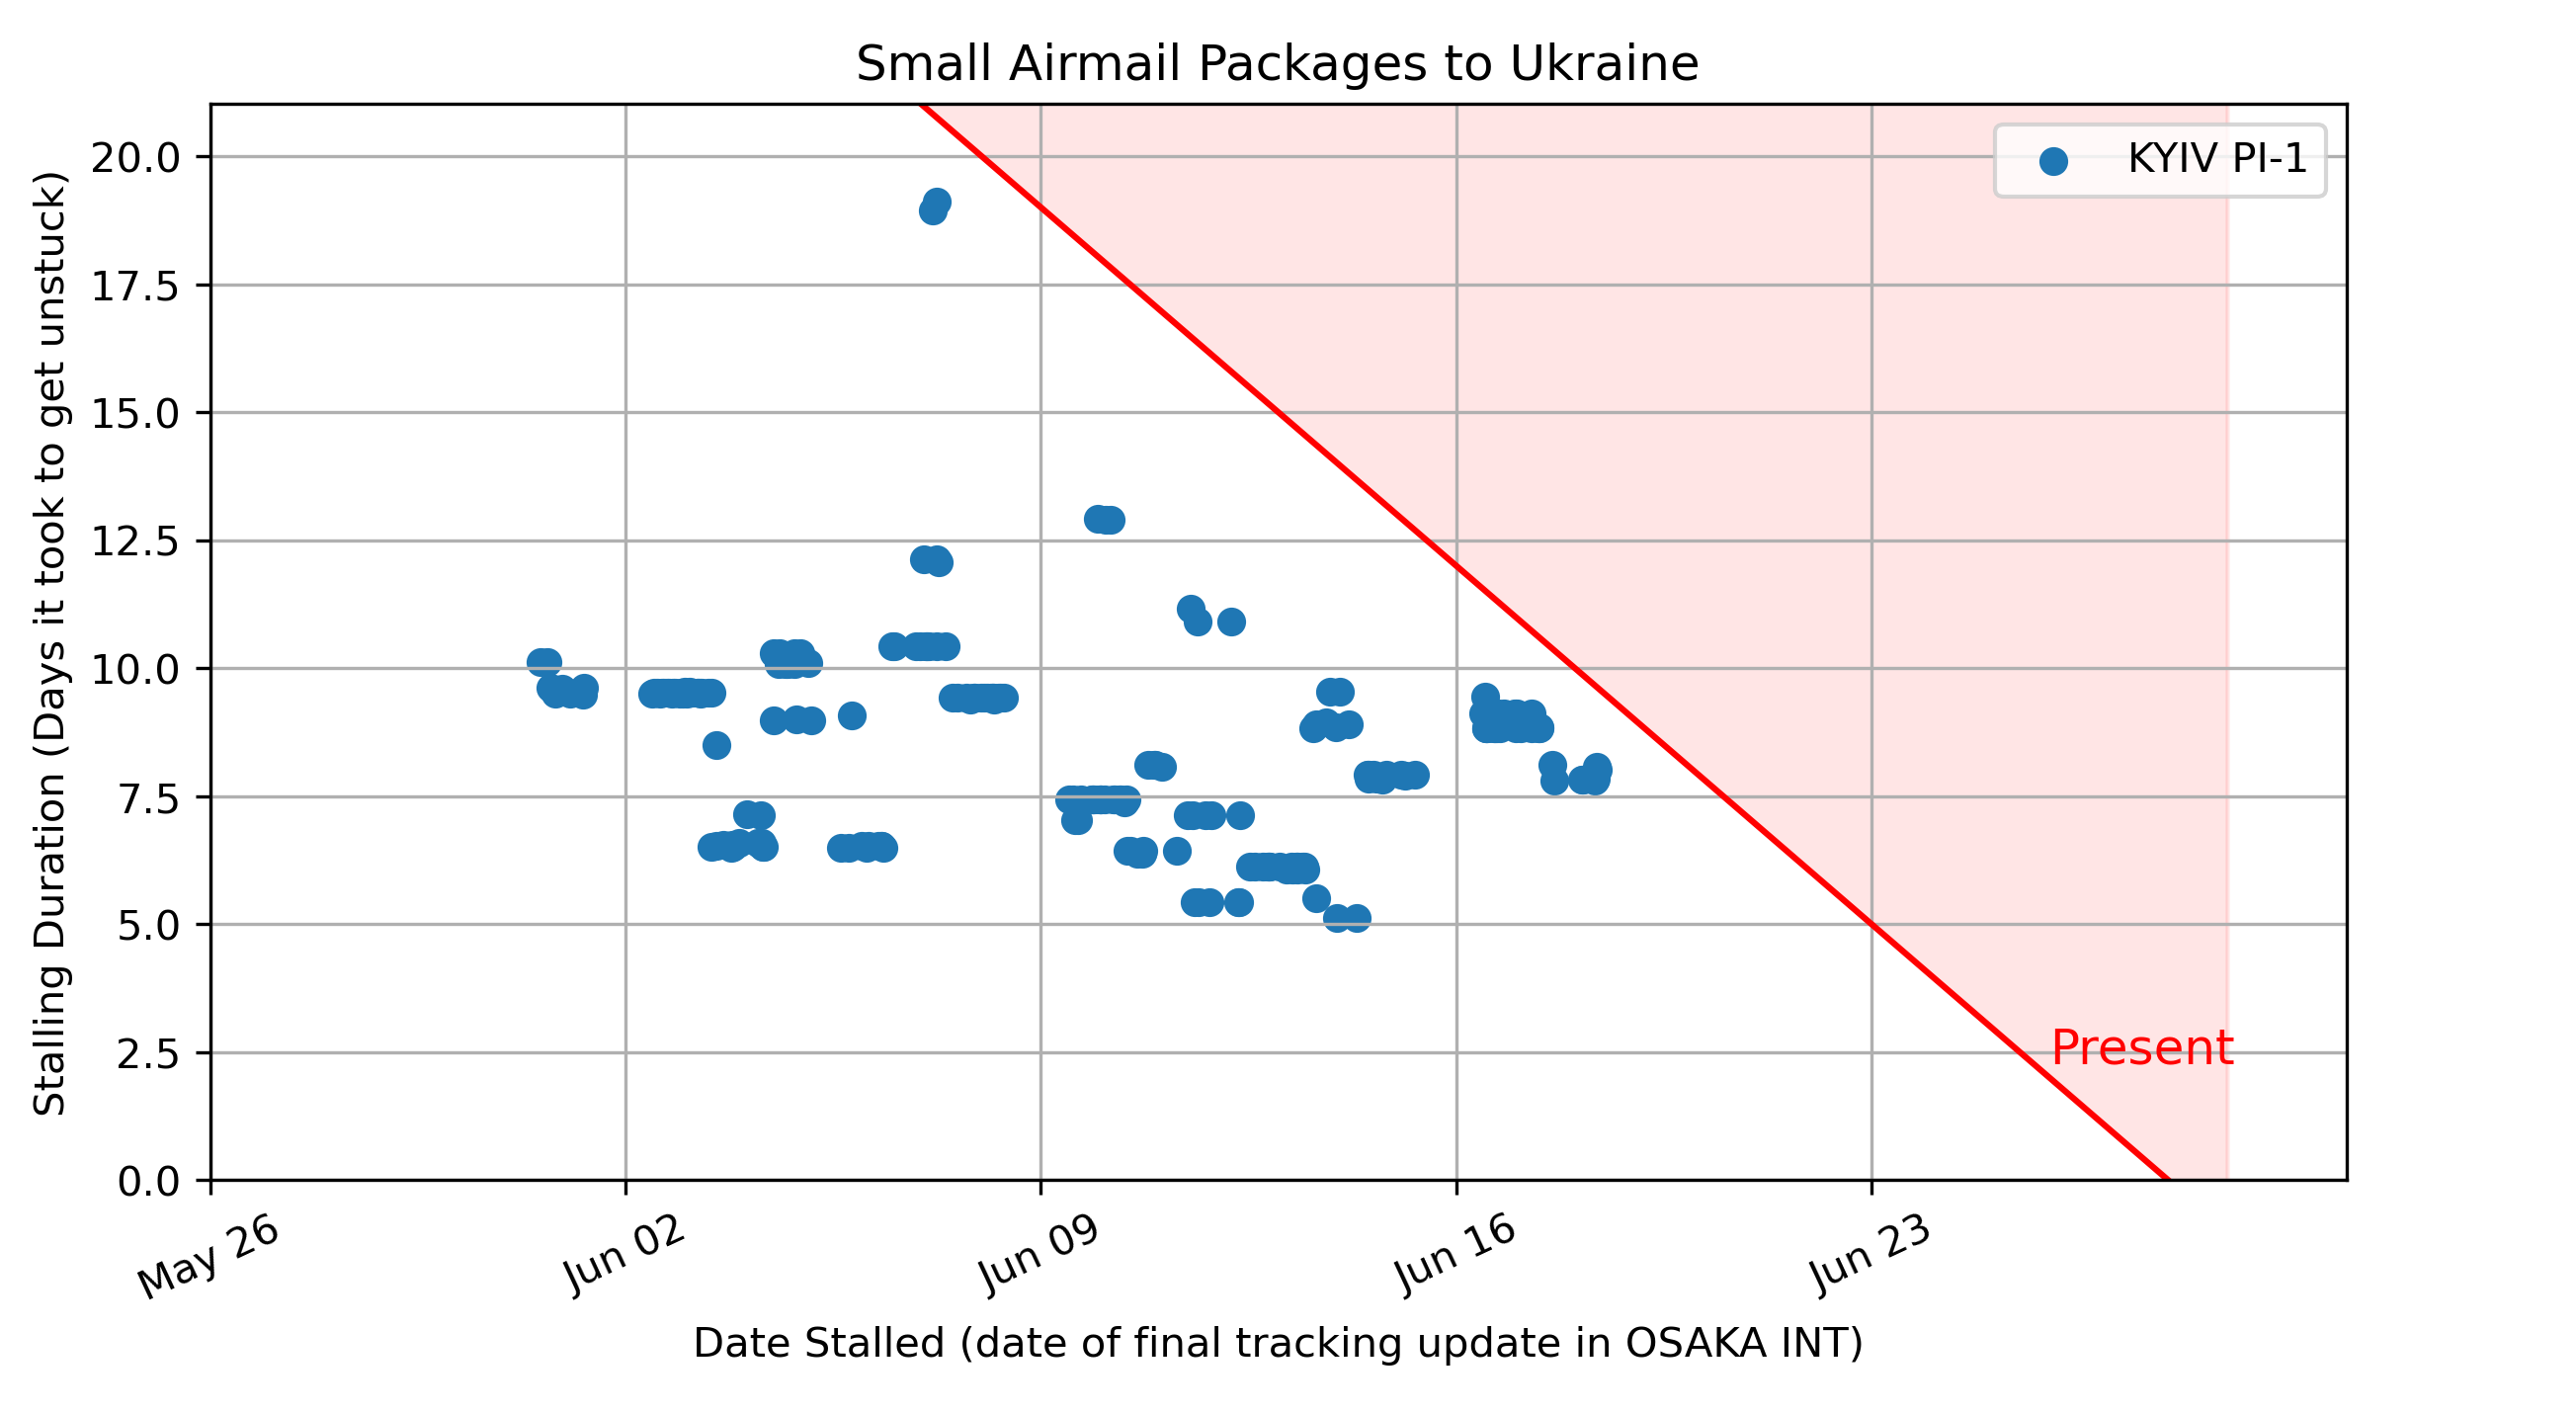 Small Airmail Packages to Ukraine
KYIV PI-1
Stalling Duration (Days it took to get unstuck)
20.0
17.5
15.0
12.5
10.0
7.5
5.0
2.5
0.0
Present
May 26
Jun 02
Jun 09
Jun 16
Jun 23
Date Stalled (date of final tracking update in OSAKA INT)